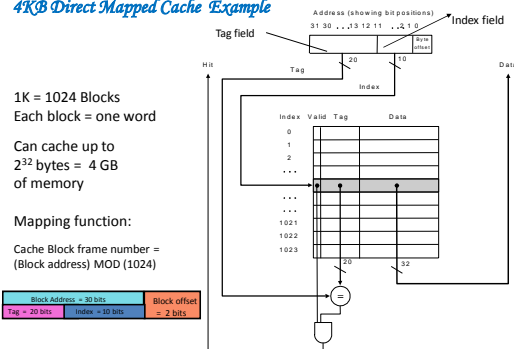 4KB Direct Mapped Cache Example
Address (showing bit positions)
31 30 ...13 12 11 ..2 1 0
Index field
Tag field
Byte
offset
Hit
20
10
Data
Tag
Index
1K = 1024 Blocks
Each block = one word
Can cache up to
2³² bytes = 4 GB
of memory
Mapping function:
Cache Block frame number =
(Block address) MOD (1024)
Index Valid Tag Data
0
1
2
...
...
...
1021
1022
1023
20
32
=
Block Address = 30 bits
Tag = 20 bits
Index = 10 bits
Block offset
= 2 bits